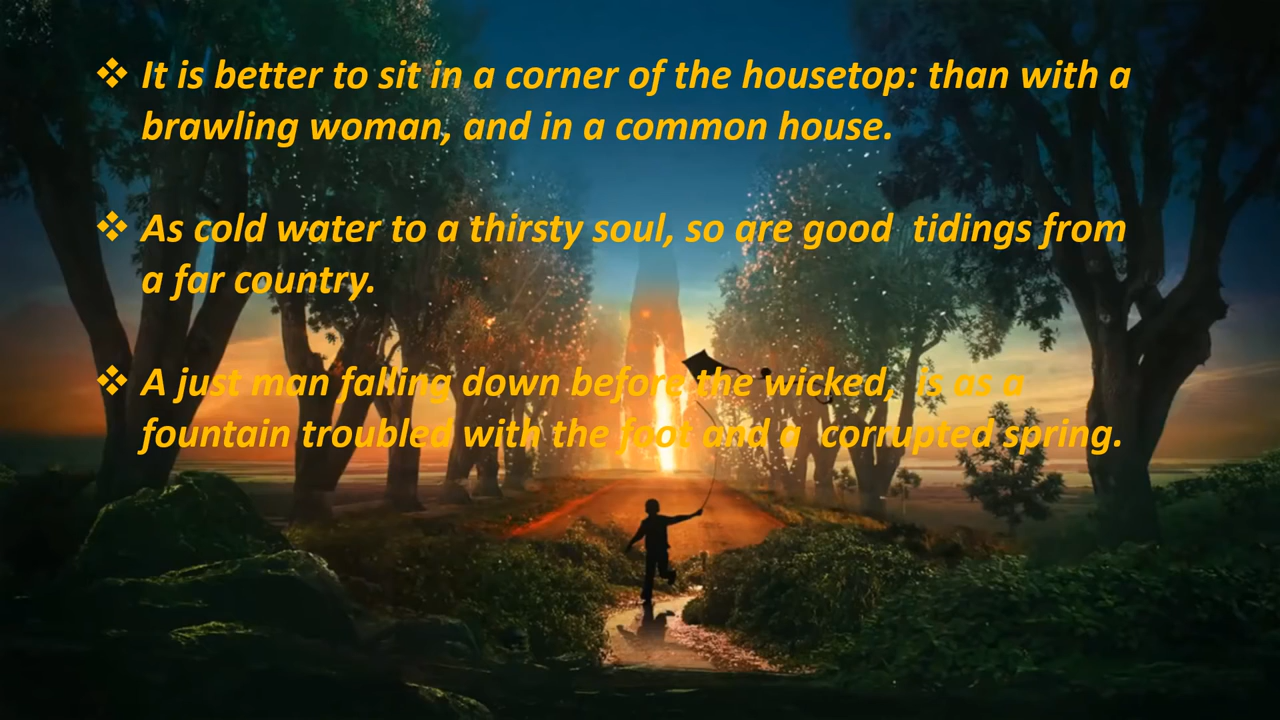 ❖ It is better to sit in a corner of the housetop: than with a
brawling woman, and in a common house.
❖ As cold water to a thirsty soul, so are good  tidings from
a far country.
❖ A just man falling down before the wicked,  is as a
fountain troubled with the foot and a  corrupted spring.